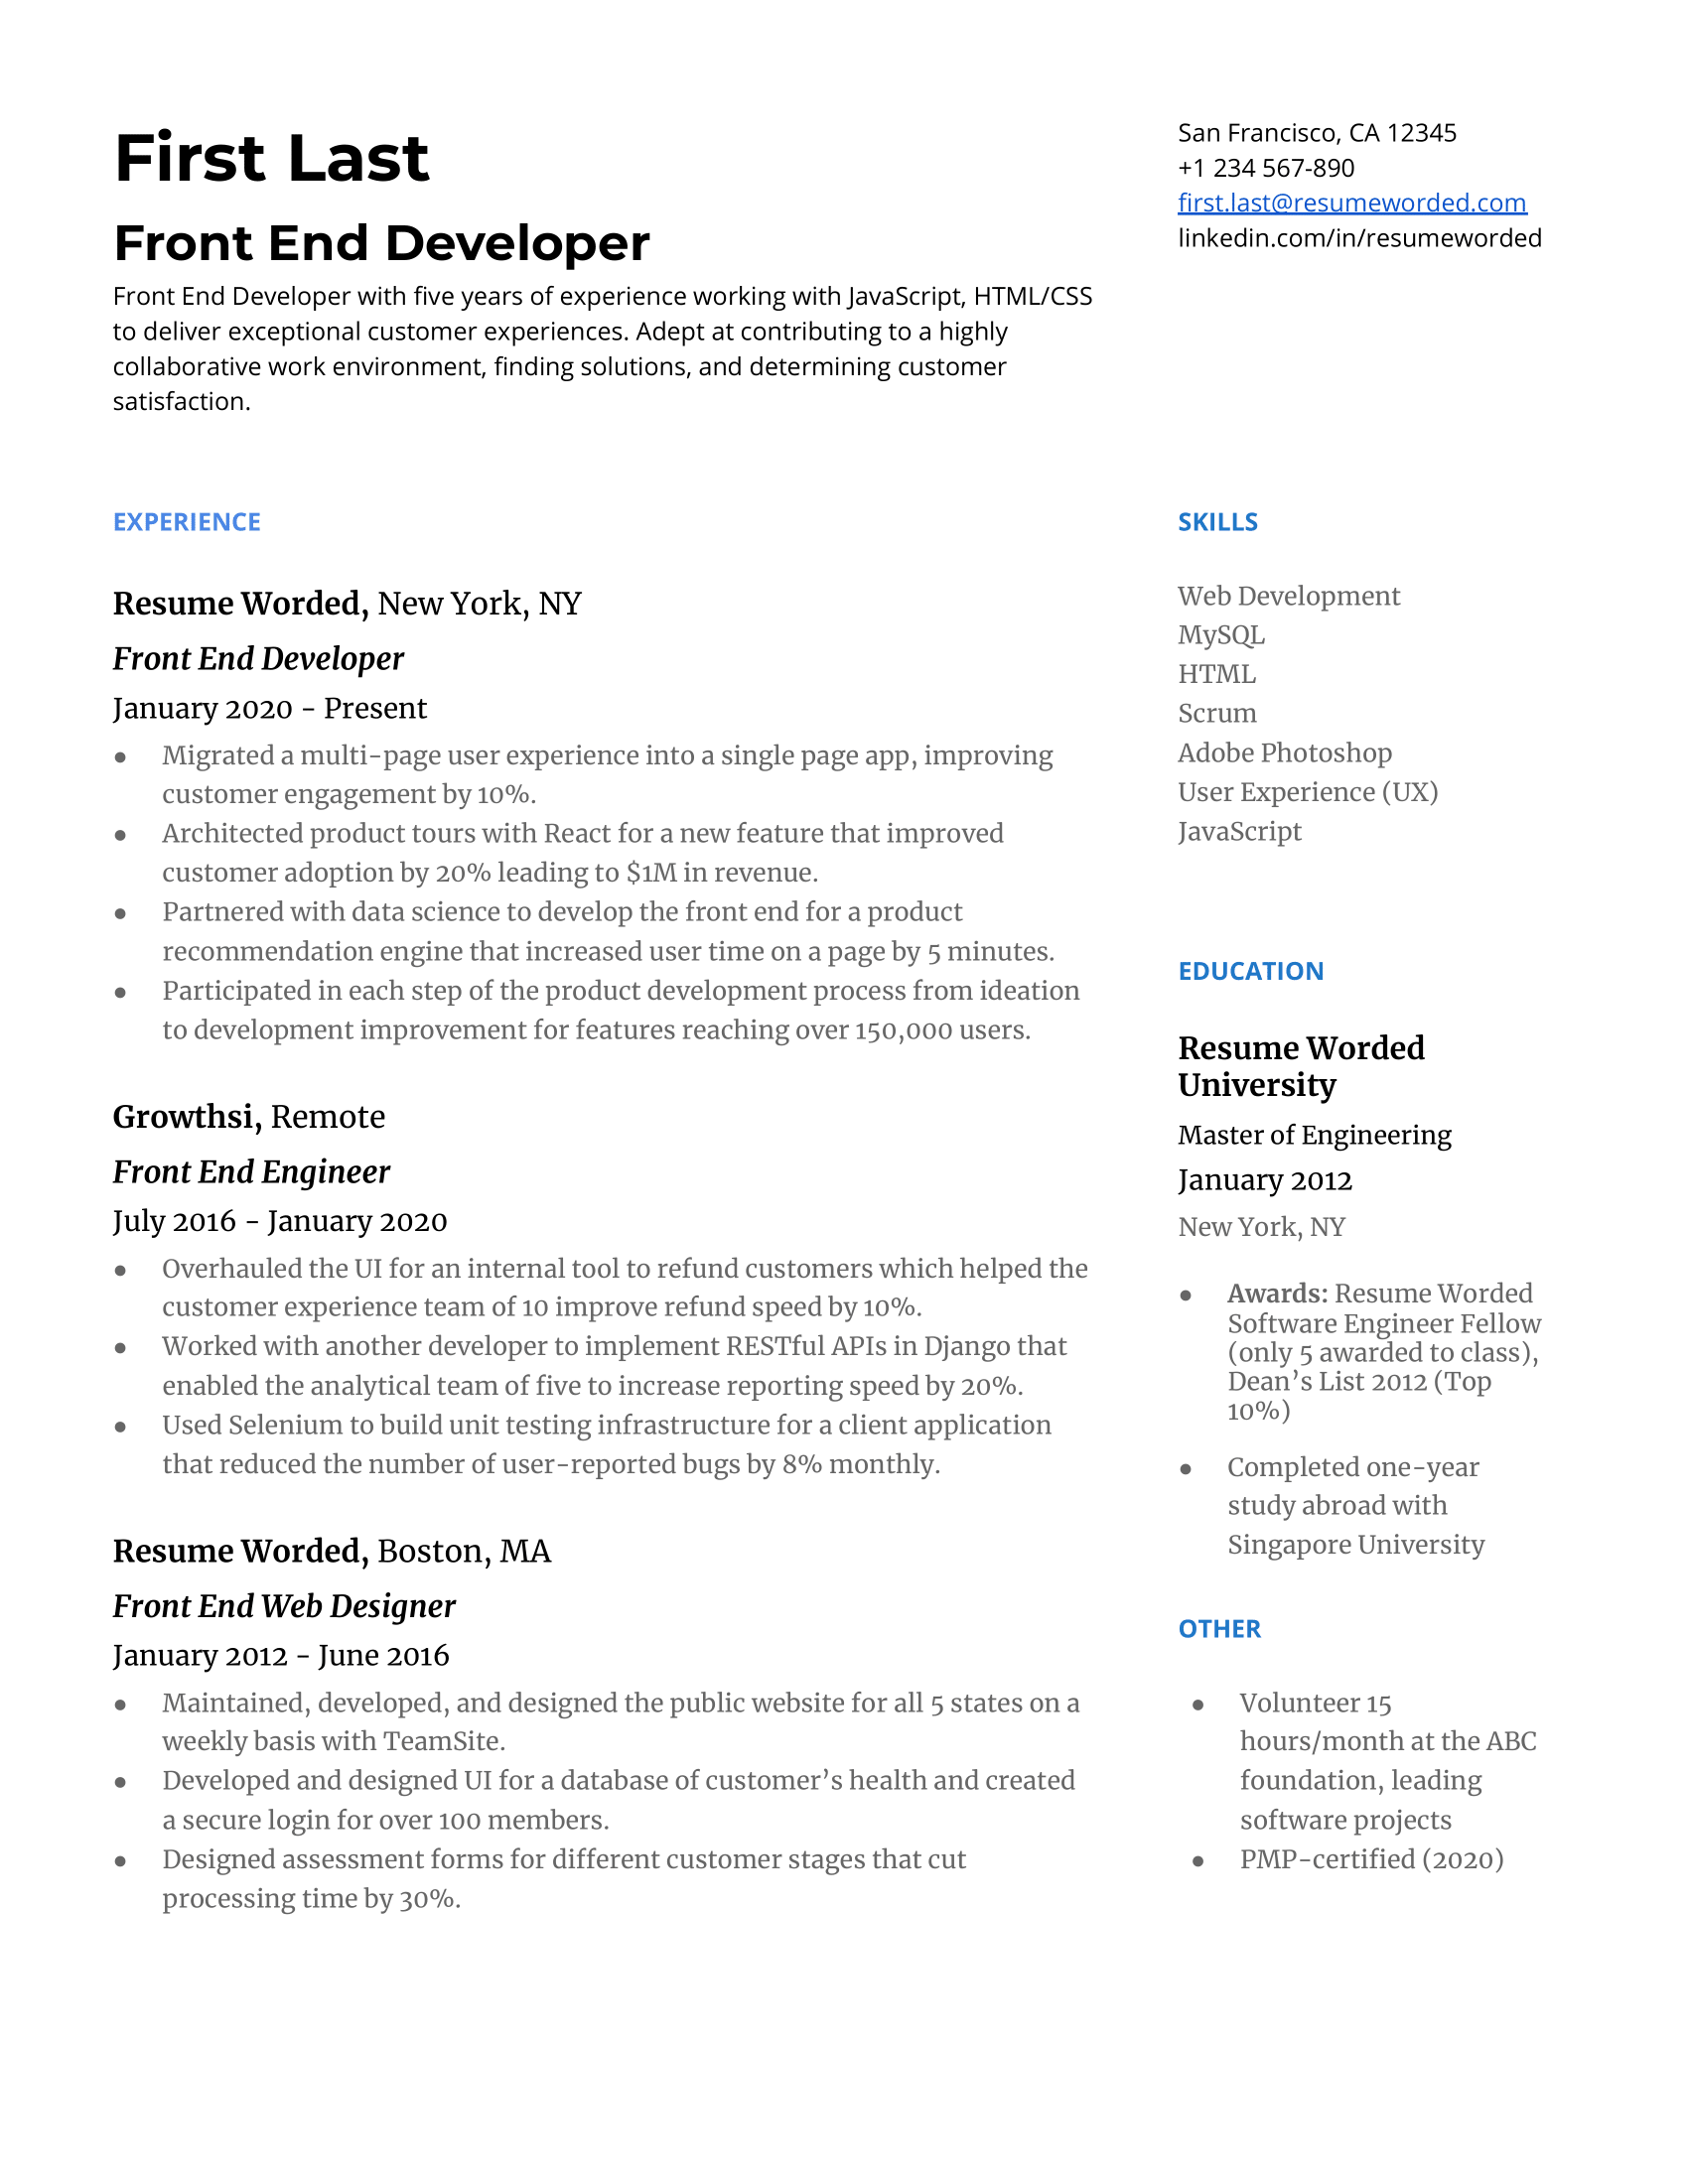 First Last
Front End Developer
Front End Developer with five years of experience working with JavaScript, HTML/CSS
to deliver exceptional customer experiences. Adept at contributing to a highly
collaborative work environment, finding solutions, and determining customer
satisfaction.
San Francisco, CA 12345
+1 234 567-890
first.last@resumeworded.com
linkedin.com/in/resumeworded
EXPERIENCE
Resume Worded, New York, NY
Front End Developer
January 2020 - Present
● Migrated a multi-page user experience into a single page app, improving
customer engagement by 10%.
● Architected product tours with React for a new feature that improved
customer adoption by 20% leading to $1M in revenue.
● Partnered with data science to develop the front end for a product
recommendation engine that increased user time on a page by 5 minutes.
● Participated in each step of the product development process from ideation
to development improvement for features reaching over 150,000 users.
Growthsi, Remote
Front End Engineer
July 2016 - January 2020
● Overhauled the UI for an internal tool to refund customers which helped the
customer experience team of 10 improve refund speed by 10%.
● Worked with another developer to implement RESTful APIs in Django that
enabled the analytical team of five to increase reporting speed by 20%.
● Used Selenium to build unit testing infrastructure for a client application
that reduced the number of user-reported bugs by 8% monthly.
Resume Worded, Boston, MA
Front End Web Designer
January 2012 - June 2016
● Maintained, developed, and designed the public website for all 5 states on a
weekly basis with TeamSite.
● Developed and designed UI for a database of customer’s health and created
a secure login for over 100 members.
● Designed assessment forms for different customer stages that cut
processing time by 30%.
SKILLS
Web Development
MySQL
HTML
Scrum
Adobe Photoshop
User Experience (UX)
JavaScript
EDUCATION
Resume Worded
University
Master of Engineering
January 2012
New York, NY
● Awards: Resume Worded
Software Engineer Fellow
(only 5 awarded to class),
Dean’s List 2012 (Top
10%)
● Completed one-year
study abroad with
Singapore University
OTHER
● Volunteer 15
hours/month at the ABC
foundation, leading
software projects
● PMP-certified (2020)